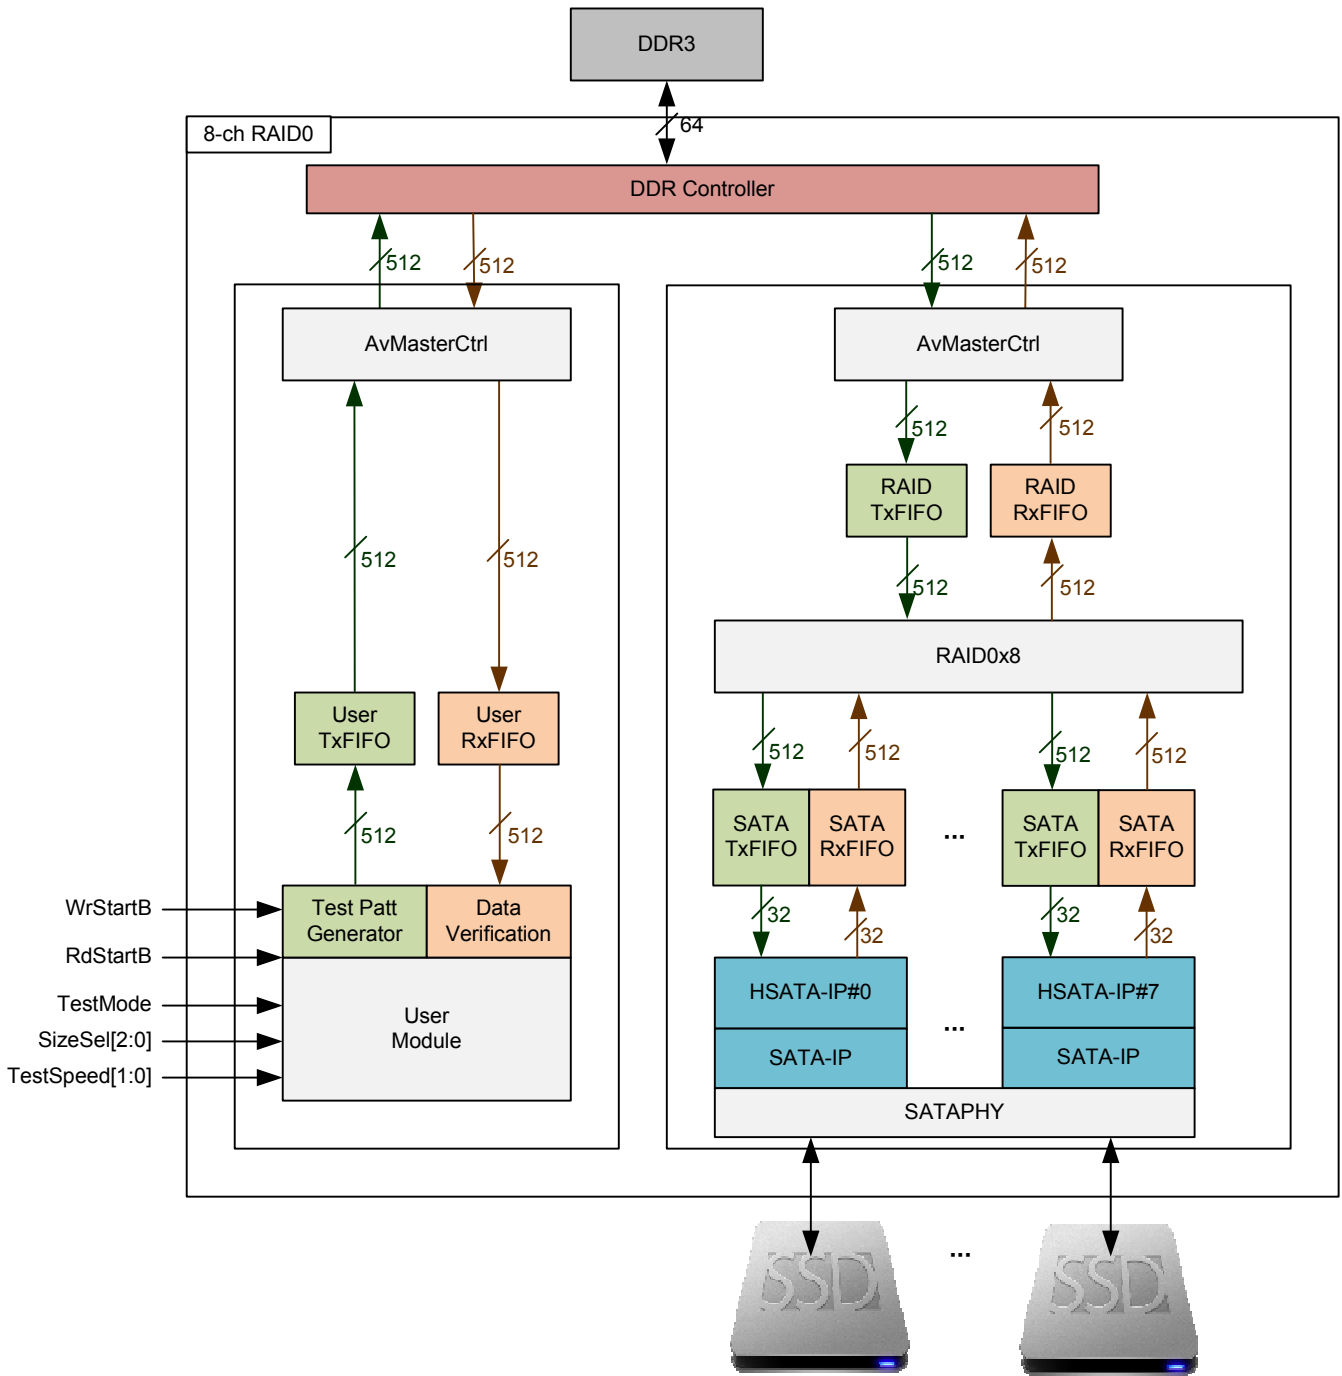 DDR3
64
8-ch RAID0
DDR Controller
512
512
512
512
AvMasterCtrl
AvMasterCtrl
512
512
RAID
TxFIFO
RAID
RxFIFO
512
512
512
512
RAID0x8
User
TxFIFO
User
RxFIFO
512
512
512
512
512
512
SATA
TxFIFO
SATA
RxFIFO
...
SATA
TxFIFO
SATA
RxFIFO
WrStartB
Test Patt
Generator
Data
Verification
32
32
32
32
RdStartB
TestMode
SizeSel[2:0]
TestSpeed[1:0]
User
Module
HSATA-IP#0
HSATA-IP#7
...
SATA-IP
SATA-IP
SATAPHY
SSD
...
SSD